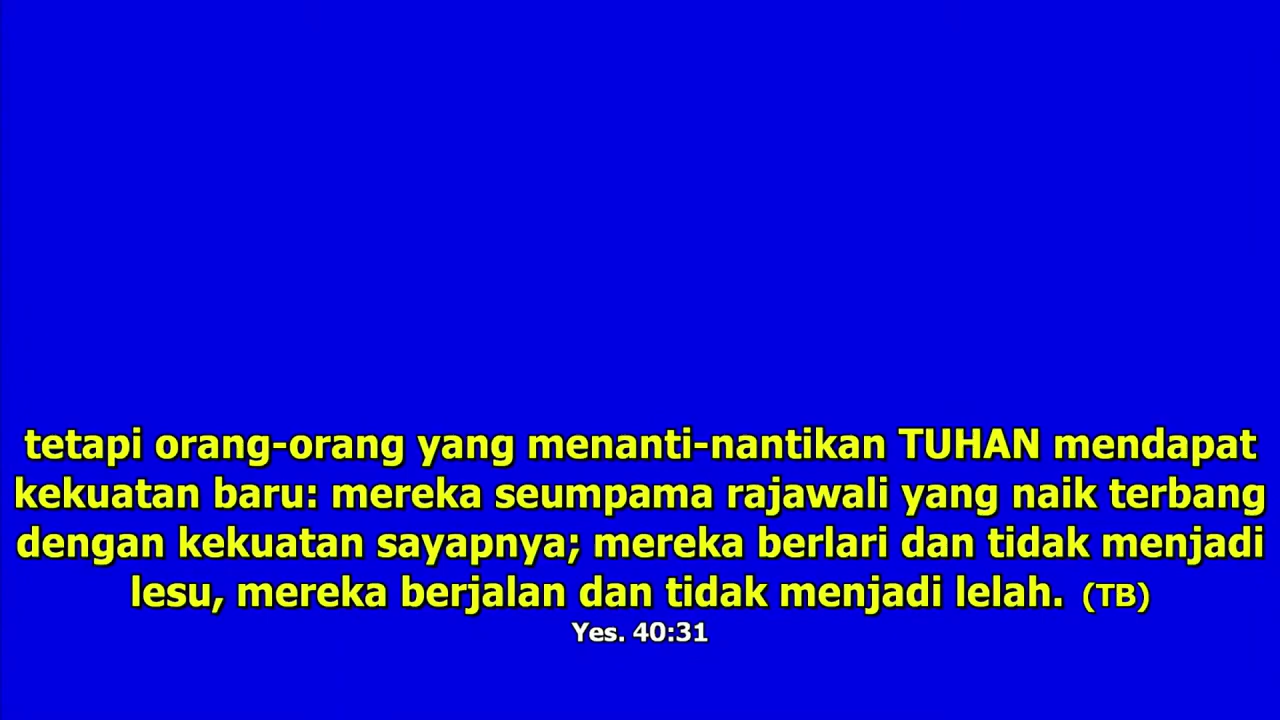 tetapi orang-orang yang menanti-nantikan TUHAN mendapat
kekuatan baru: mereka seumpama rajawali yang naik terbang
dengan kekuatan sayapnya; mereka berlari dan tidak menjadi
lesu, mereka berjalan dan tidak menjadi lelah. (TB)
Yes. 40:31